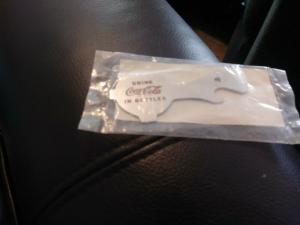 DRINK
Coca-Cola
IN BOTTLES